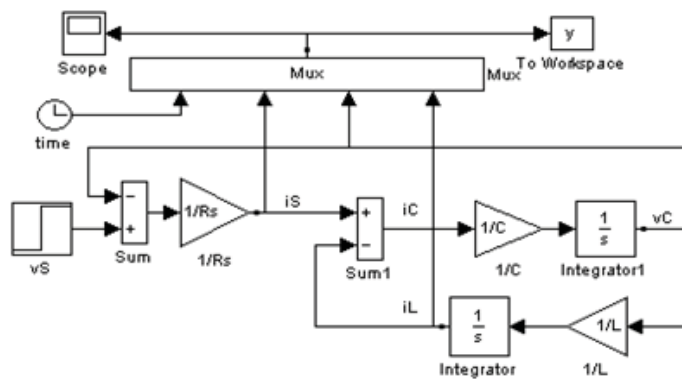 y
Scope
To Workspace
Mux
Mux
time
−
+
1/Rs
iS
+
−
iC
1/C
1
s
vC
vS
Sum
1/Rs
Sum1
1/C
Integrator1
iL
1
s
1/L
Integrator
1/L